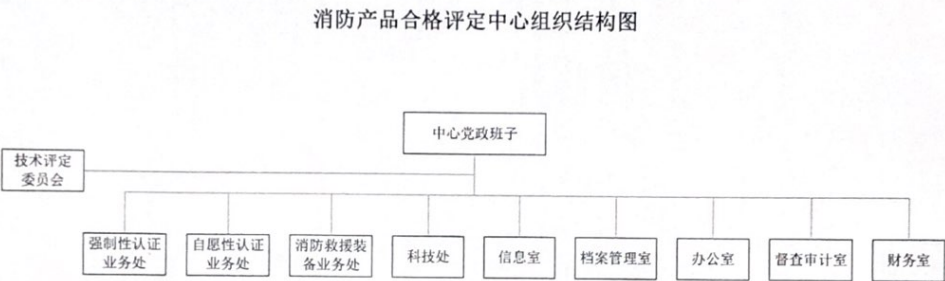 消防产品合格评定中心组织结构图
中心党政班子
技术评定
委员会
强制性认证
业务处
自愿性认证
业务处
消防救援装
备业务处
科技处
信息室
档案管理室
办公室
督查审计室
财务室